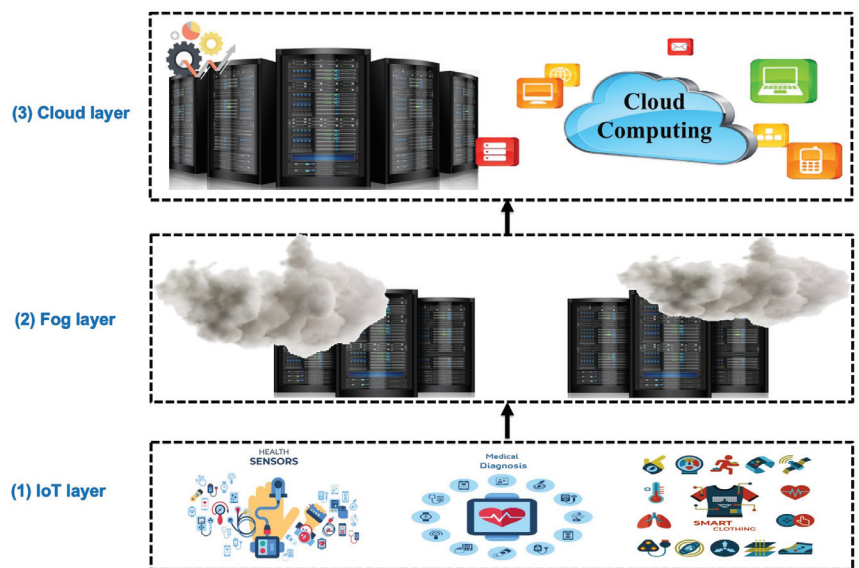 (3) Cloud layer
Cloud
Computing
(2) Fog layer
(1) IoT layer
HEALTH
SENSORS
Medical
Diagnosis
SMART
CLOTHING